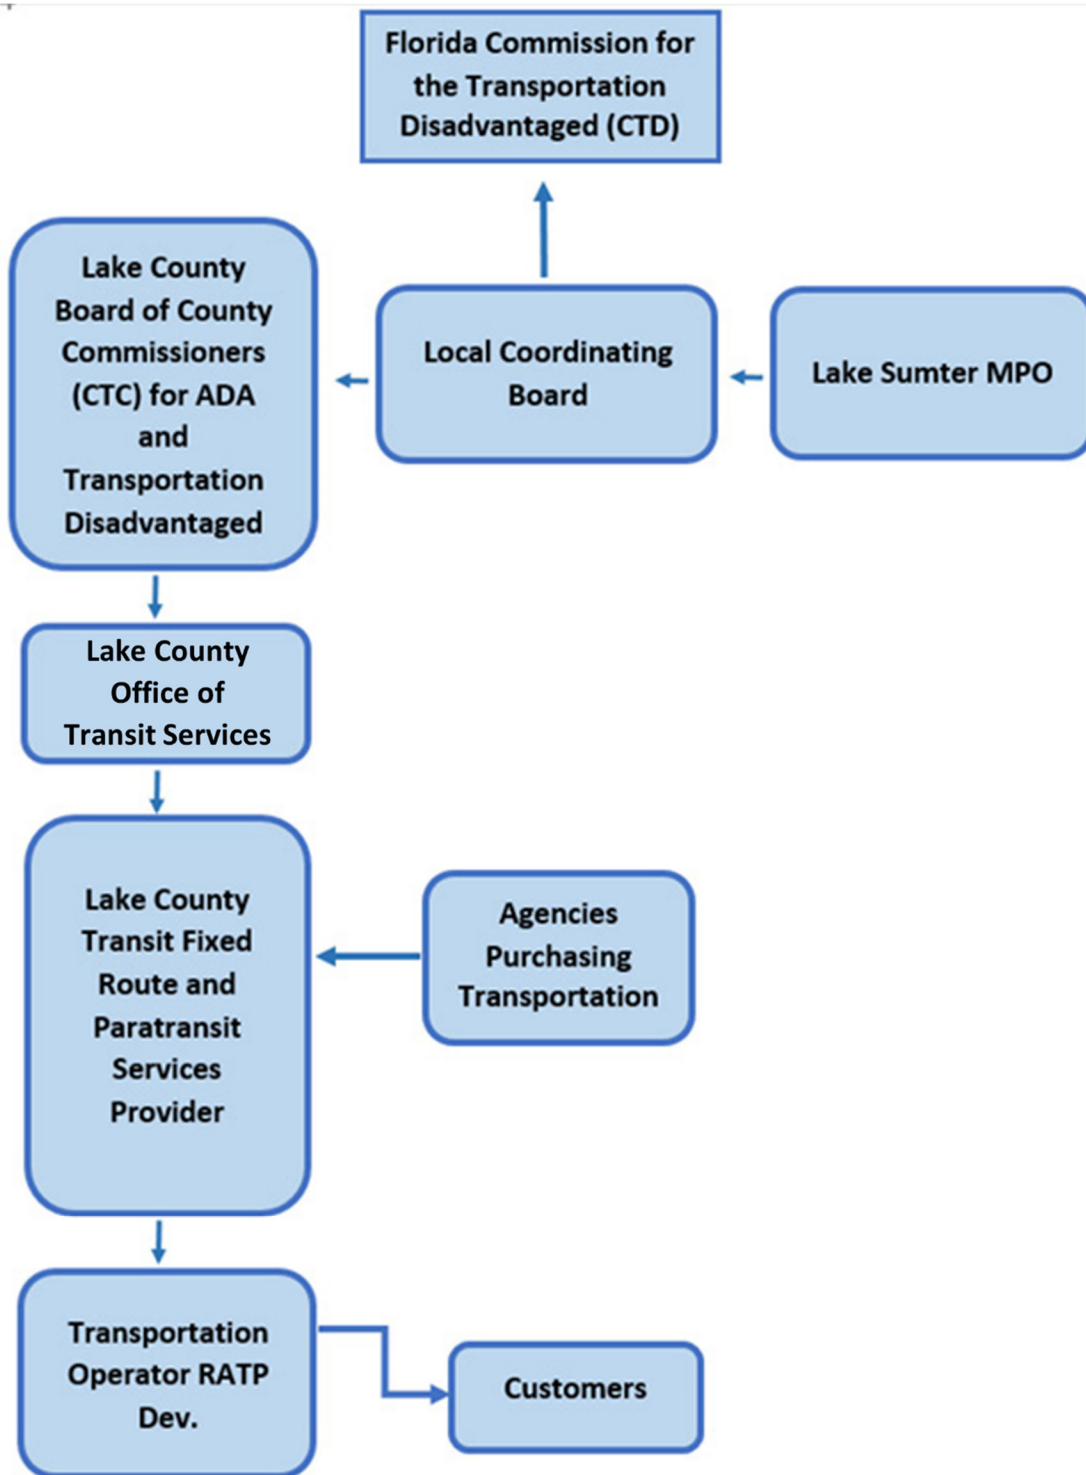 Florida Commission for
the Transportation
Disadvantaged (CTD)
Lake County
Board of County
Commissioners
(CTC) for ADA
and
Transportation
Disadvantaged
Local Coordinating
Board
Lake Sumter MPO
Lake County
Office of
Transit Services
Lake County
Transit Fixed
Route and
Paratransit
Services
Provider
Agencies
Purchasing
Transportation
Transportation
Operator RATP
Dev.
Customers